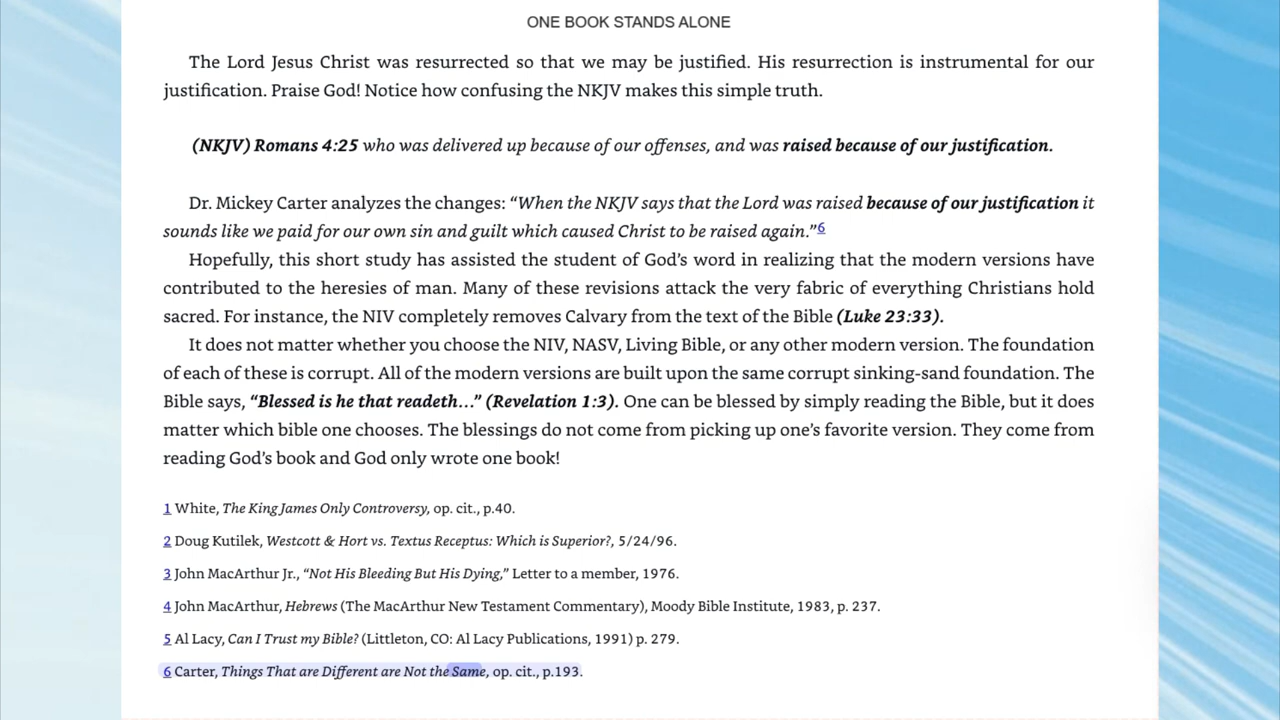 ONE BOOK STANDS ALONE
The Lord Jesus Christ was resurrected so that we may be justified. His resurrection is instrumental for our
justification. Praise God! Notice how confusing the NKJV makes this simple truth.
(NKJV) Romans 4:25 who was delivered up because of our offenses, and was raised because of our justification.
Dr. Mickey Carter analyzes the changes: “When the NKJV says that the Lord was raised because of our justification it
sounds like we paid for our own sin and guilt which caused Christ to be raised again.”6
Hopefully, this short study has assisted the student of God’s word in realizing that the modern versions have
contributed to the heresies of man. Many of these revisions attack the very fabric of everything Christians hold
sacred. For instance, the NIV completely removes Calvary from the text of the Bible (Luke 23:33).
It does not matter whether you choose the NIV, NASV, Living Bible, or any other modern version. The foundation
of each of these is corrupt. All of the modern versions are built upon the same corrupt sinking-sand foundation. The
Bible says, “Blessed is he that readeth…” (Revelation 1:3). One can be blessed by simply reading the Bible, but it does
matter which bible one chooses. The blessings do not come from picking up one’s favorite version. They come from
reading God’s book and God only wrote one book!
1 White, The King James Only Controversy, op. cit., p.40.
2 Doug Kutilek, Westcott & Hort vs. Textus Receptus: Which is Superior?, 5/24/96.
3 John MacArthur Jr., “Not His Bleeding But His Dying,” Letter to a member, 1976.
4 John MacArthur, Hebrews (The MacArthur New Testament Commentary), Moody Bible Institute, 1983, p. 237.
5 Al Lacy, Can I Trust my Bible? (Littleton, CO: Al Lacy Publications, 1991) p. 279.
6 Carter, Things That are Different are Not the Same, op. cit., p.193.